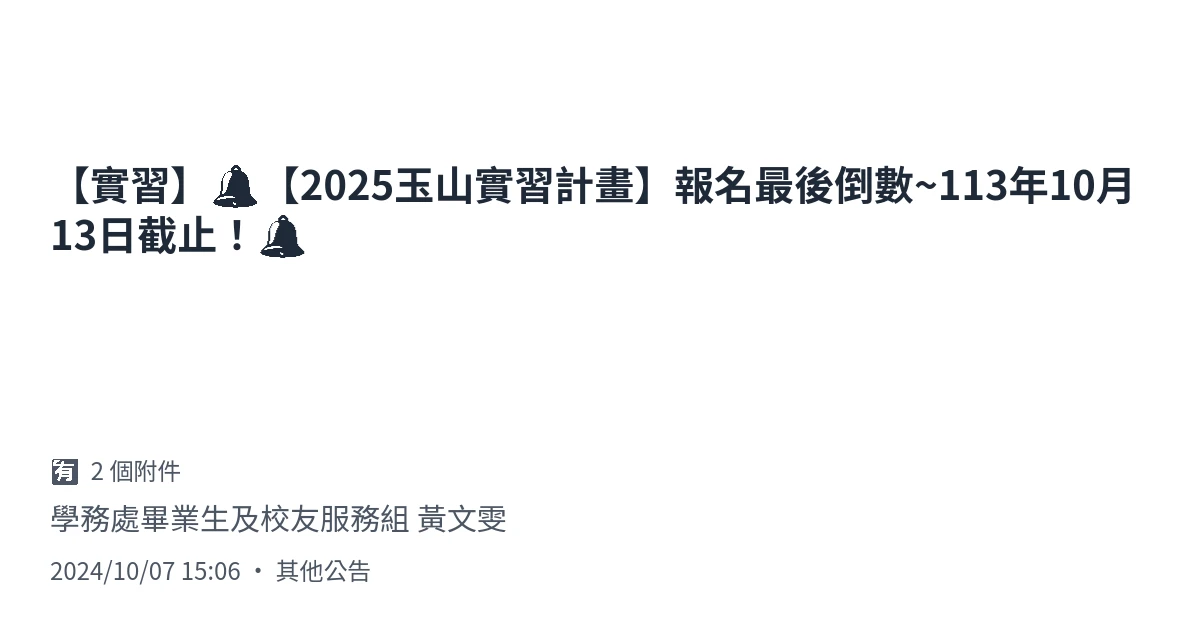 【實習】🔔【2025玉山實習計畫】報名最後倒數~113年10月
13日截止！🔔
🈶 2 個附件
學務處畢業生及校友服務組 黃文雯
2024/10/07 15:06 • 其他公告